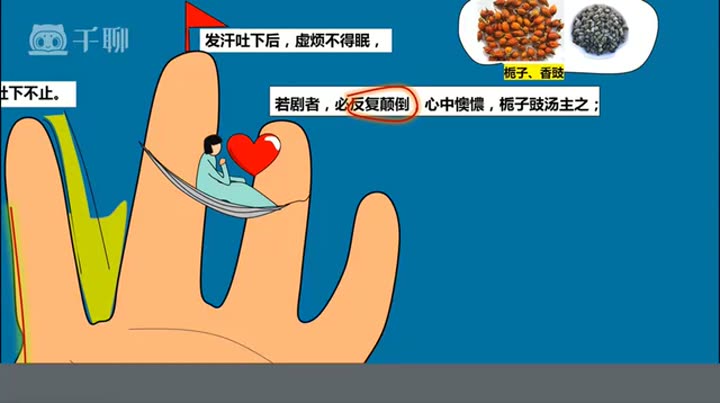 千聊
发汗吐下后，虚烦不得眠，
栀子、香豉
吐下不止。
若剧者，必反复颠倒，心中懊憹，栀子豉汤主之；